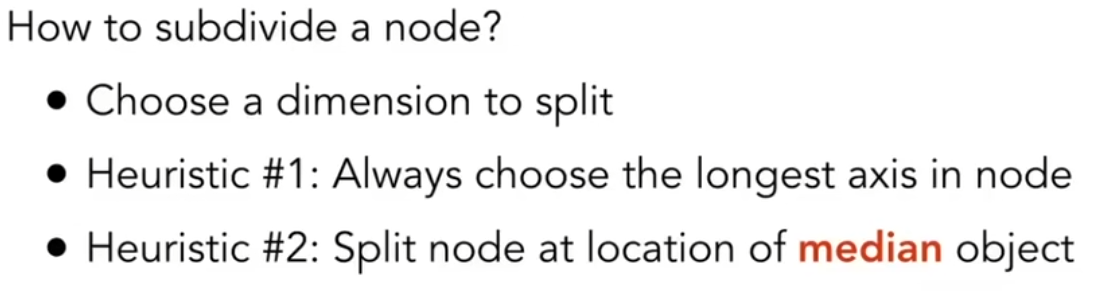 How to subdivide a node?
• Choose a dimension to split
• Heuristic #1: Always choose the longest axis in node
• Heuristic #2: Split node at location of median object